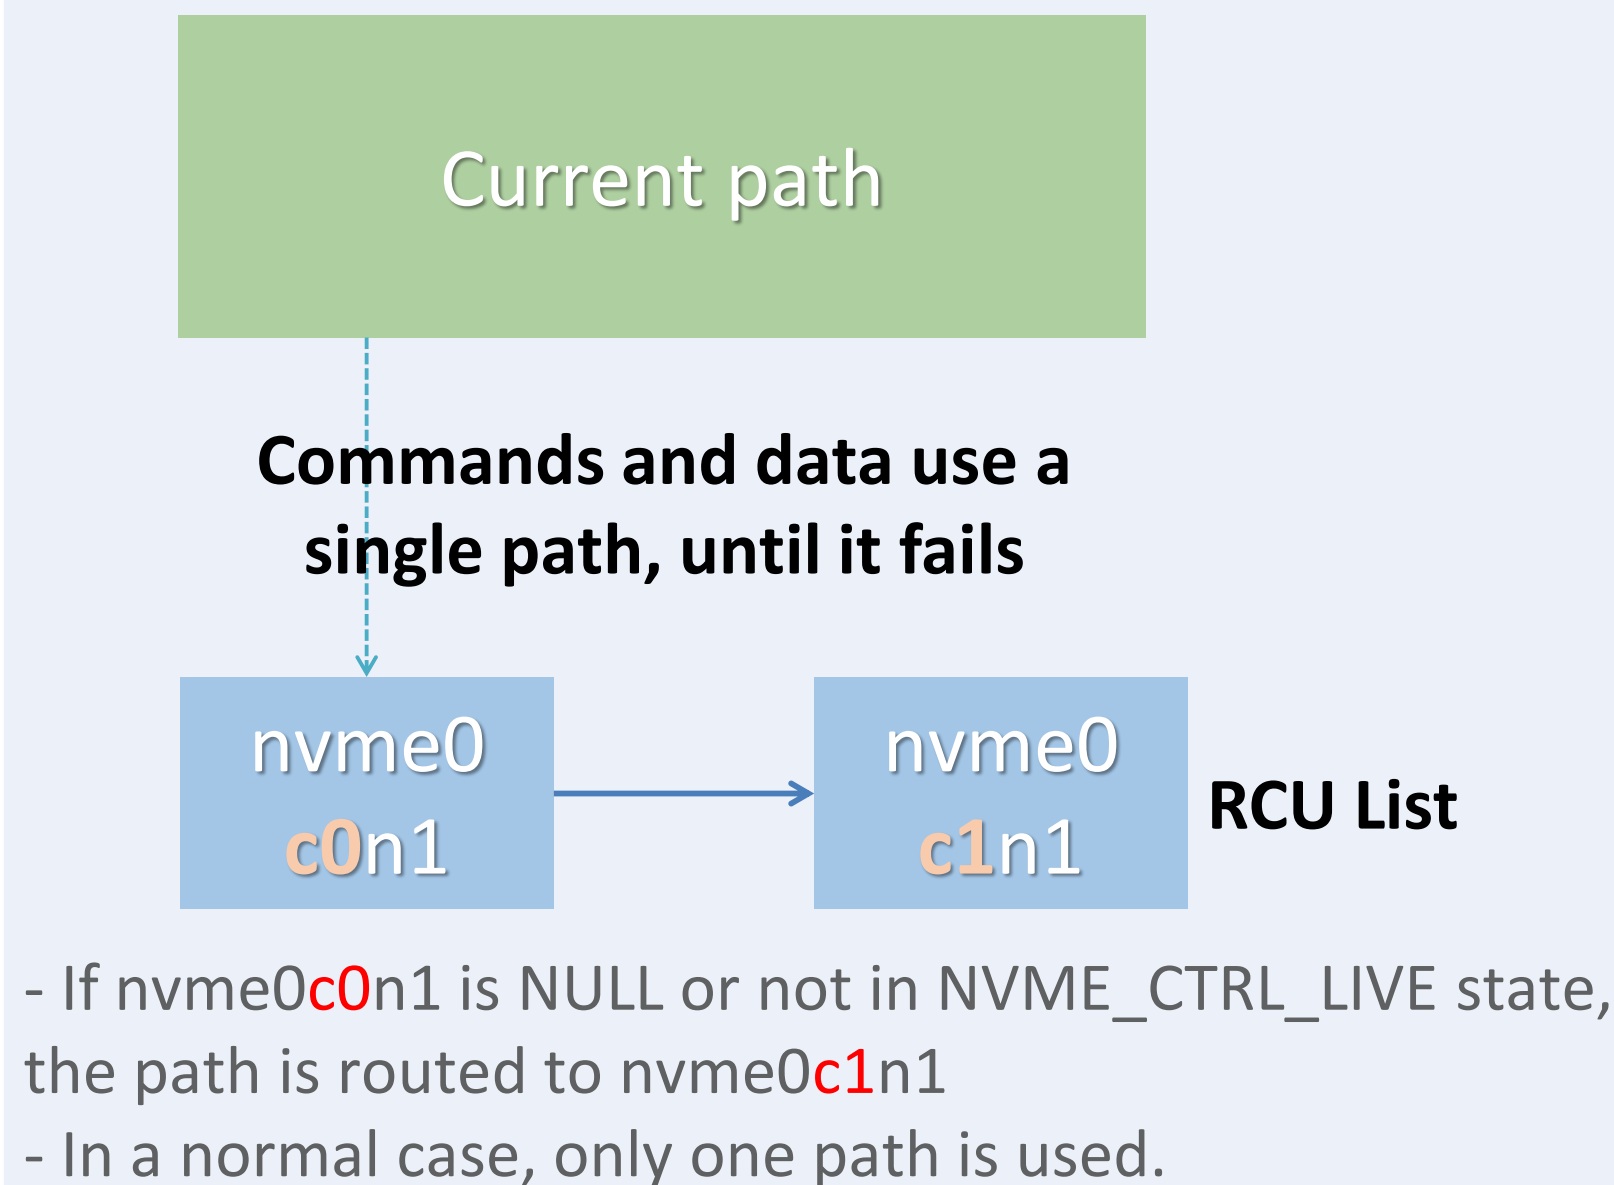 Current path
Commands and data use a
single path, until it fails
nvme0
c0n1
nvme0
c1n1
RCU List
- If nvme0c0n1 is NULL or not in NVME_CTRL_LIVE state,
the path is routed to nvme0c1n1
- In a normal case, only one path is used.